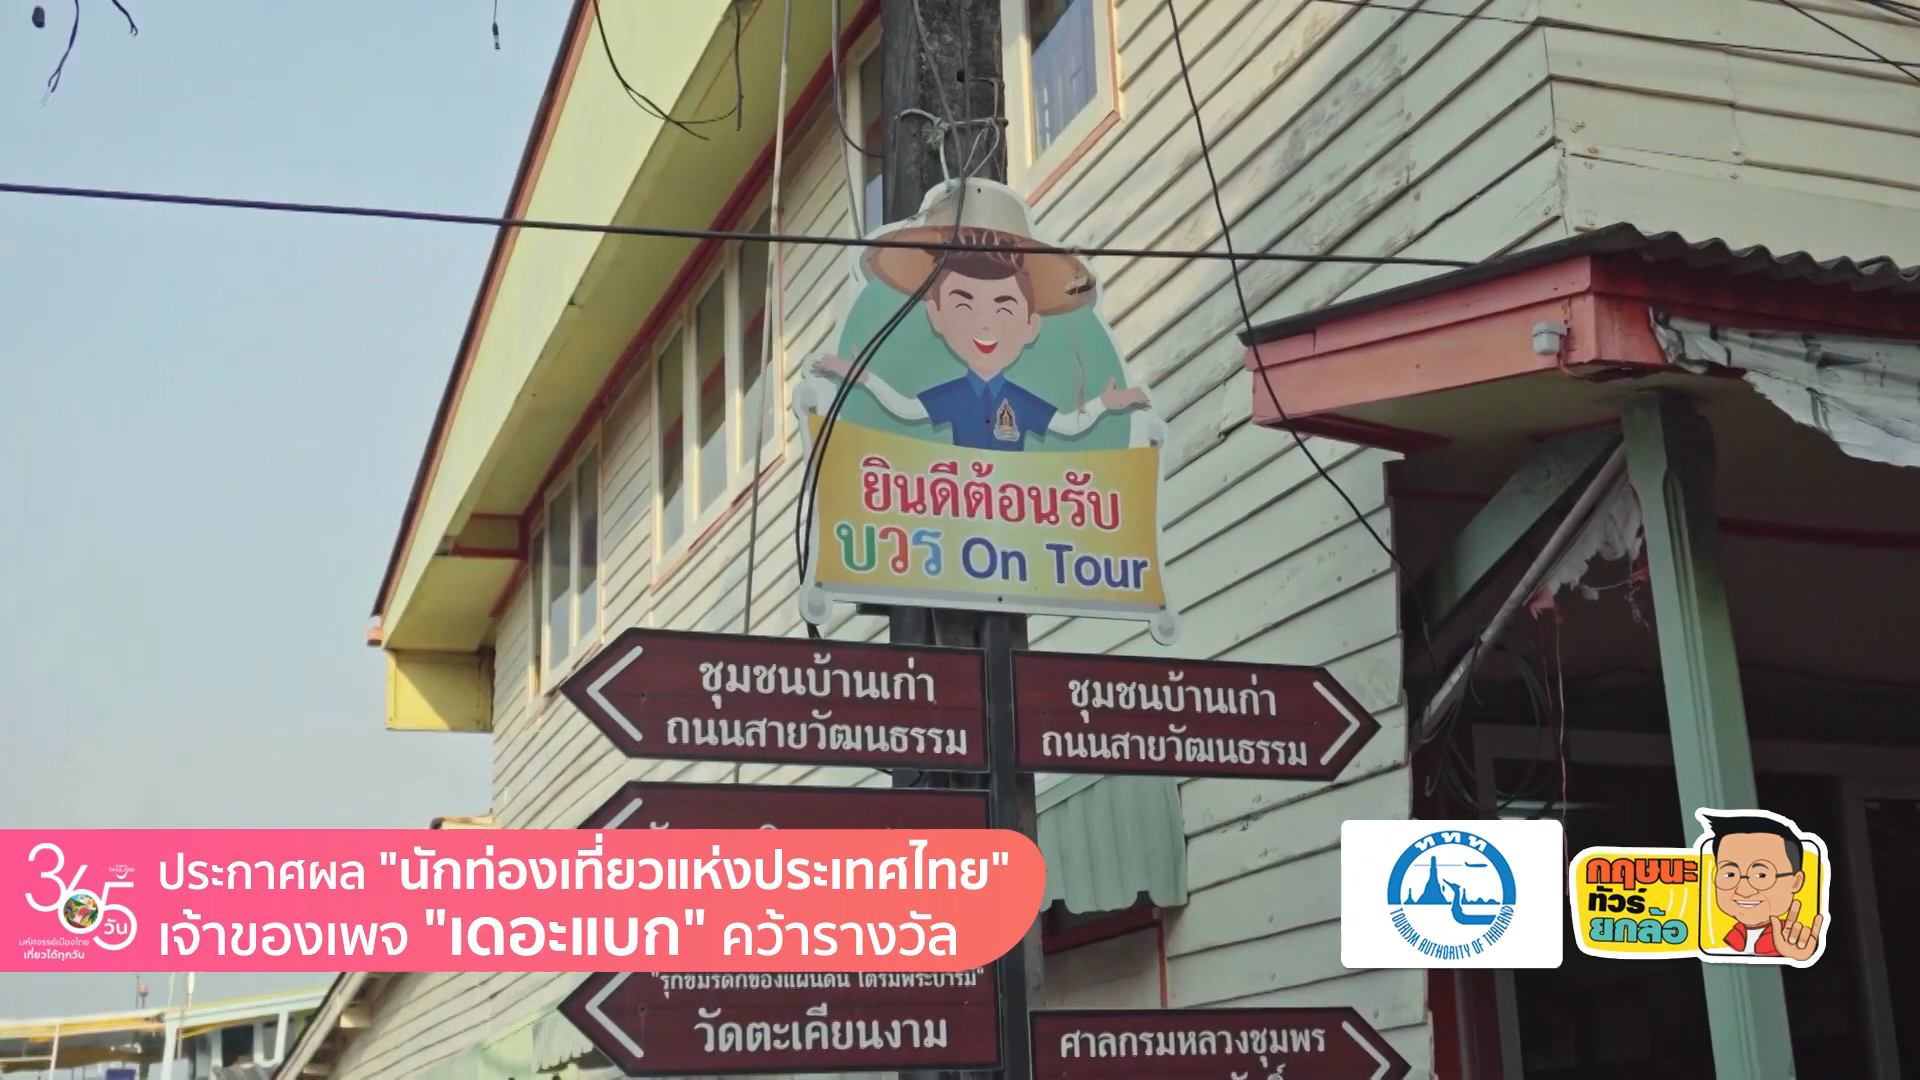 ยินดีต้อนรับ
บวร On Tour
ชุมชนบ้านเก่า
ถนนสายวัฒนธรรม
ชุมชนบ้านเก่า
ถนนสายวัฒนธรรม
365
วัน
มหัศจรรย์เมืองไทย
เที่ยวได้ทุกวัน
ประกาศผล "นักท่องเที่ยวแห่งประเทศไทย"
เจ้าของเพจ "เดอะแบก" คว้ารางวัล
ททท
TOURISM AUTHORITY OF THAILAND
กฤษนะ
ทัวร์
ยกล้อ
"รุกขมรดกของแผ่นดิน ใต้ร่มพระบารมี"
วัดตะเคียนงาม
ศาลกรมหลวงชุมพร